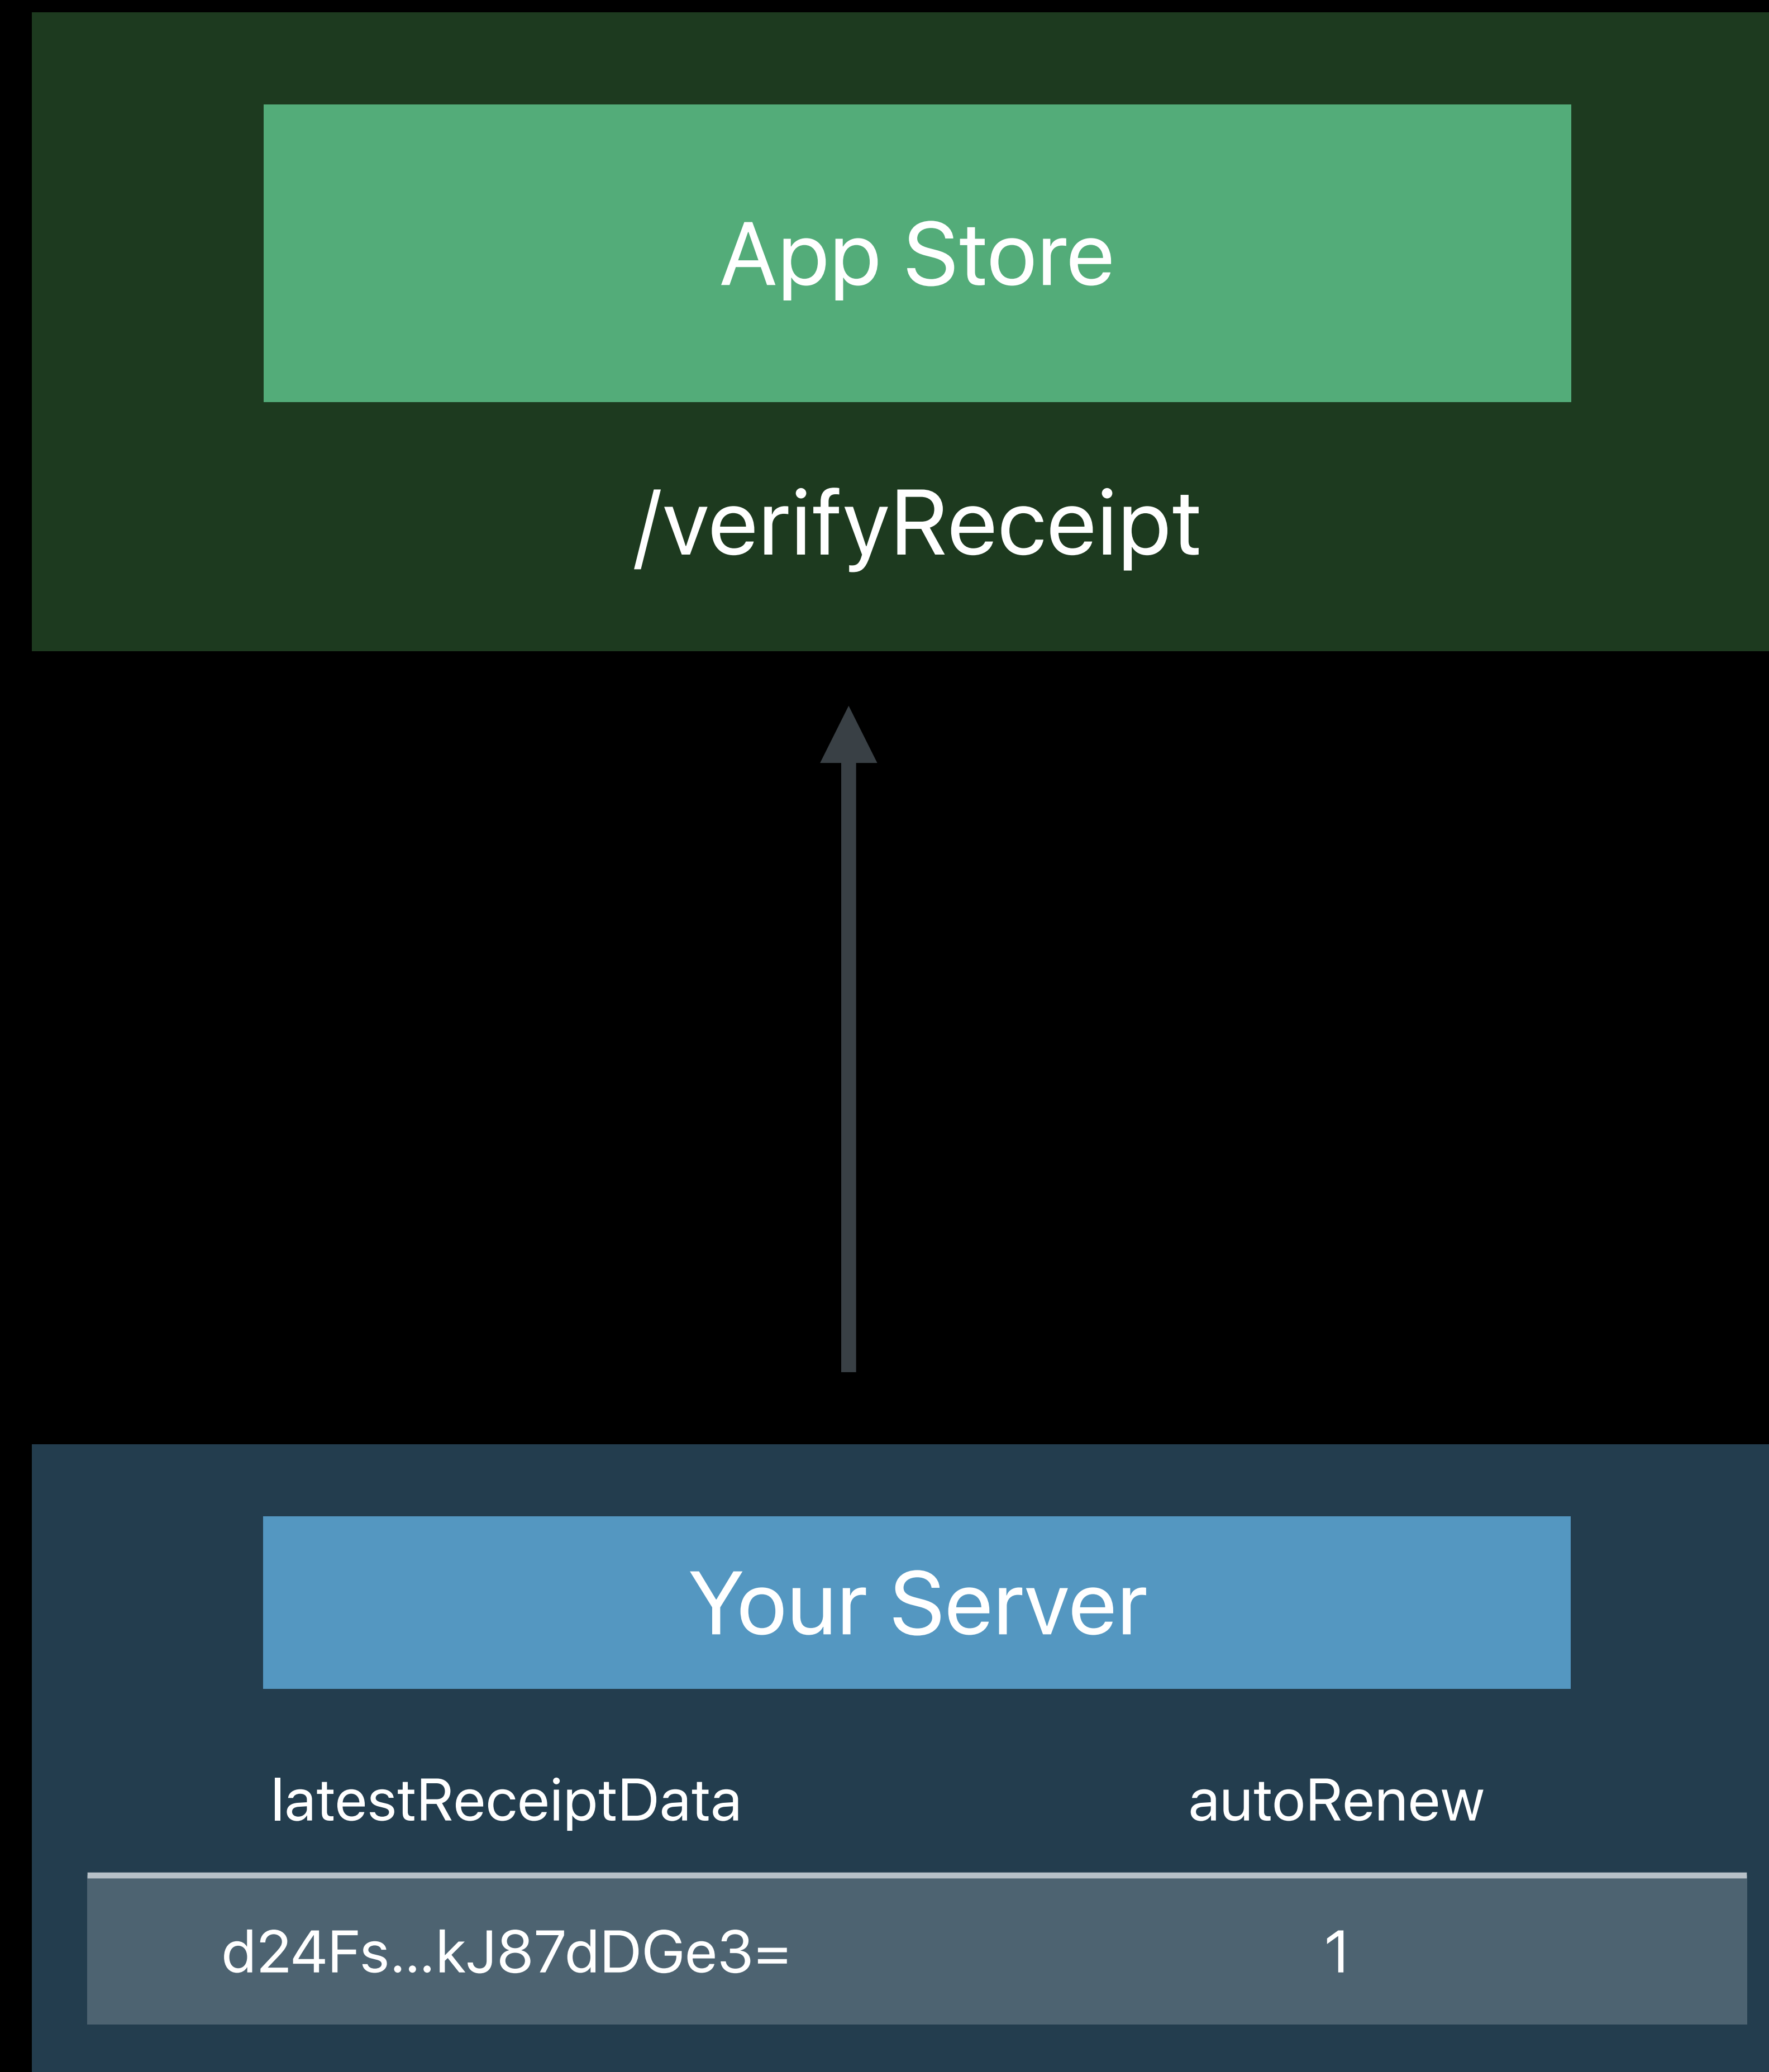 App Store
/verifyReceipt
Your Server
latestReceiptData autoRenew
d24Fs...kJ87dDGe3= 1